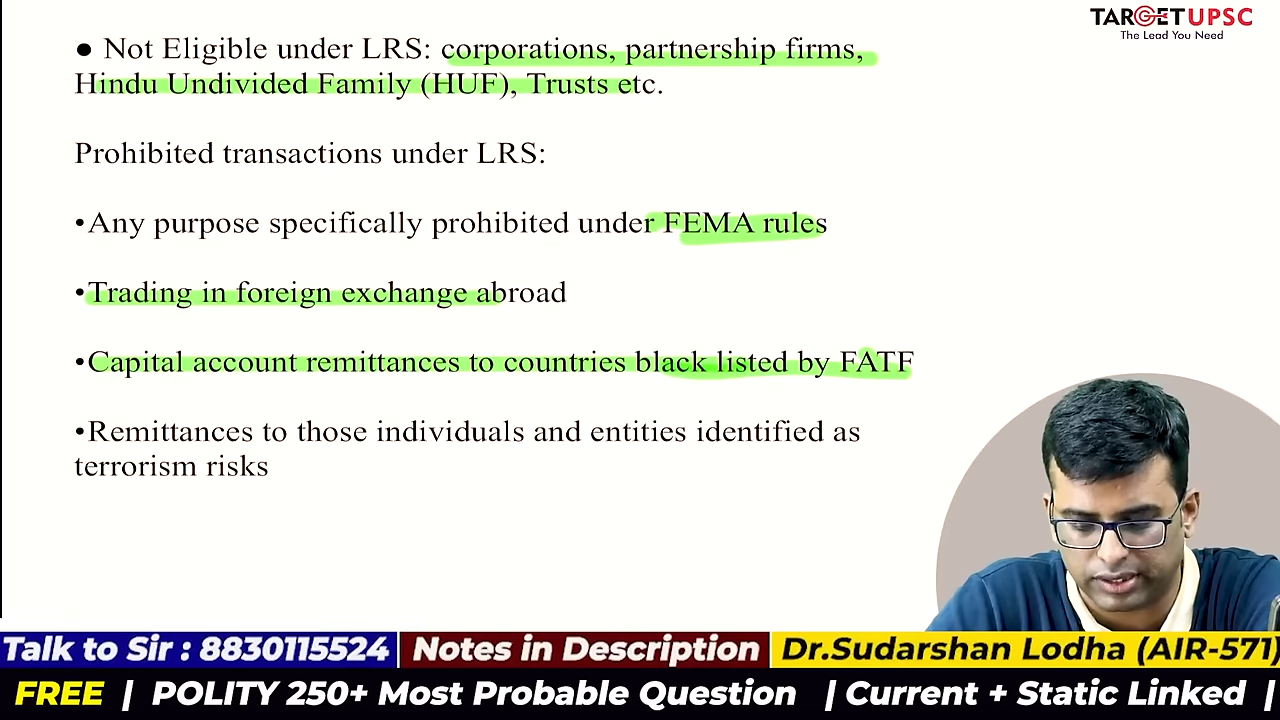 TARGETUPSC
The Lead You Need
● Not Eligible under LRS: corporations, partnership firms,
Hindu Undivided Family (HUF), Trusts etc.
Prohibited transactions under LRS:
•Any purpose specifically prohibited under FEMA rules
•Trading in foreign exchange abroad
•Capital account remittances to countries black listed by FATF
•Remittances to those individuals and entities identified as
terrorism risks
Talk to Sir : 8830115524 Notes in Description Dr.Sudarshan Lodha (AIR-571)
FREE | POLITY 250+ Most Probable Question | Current + Static Linked |